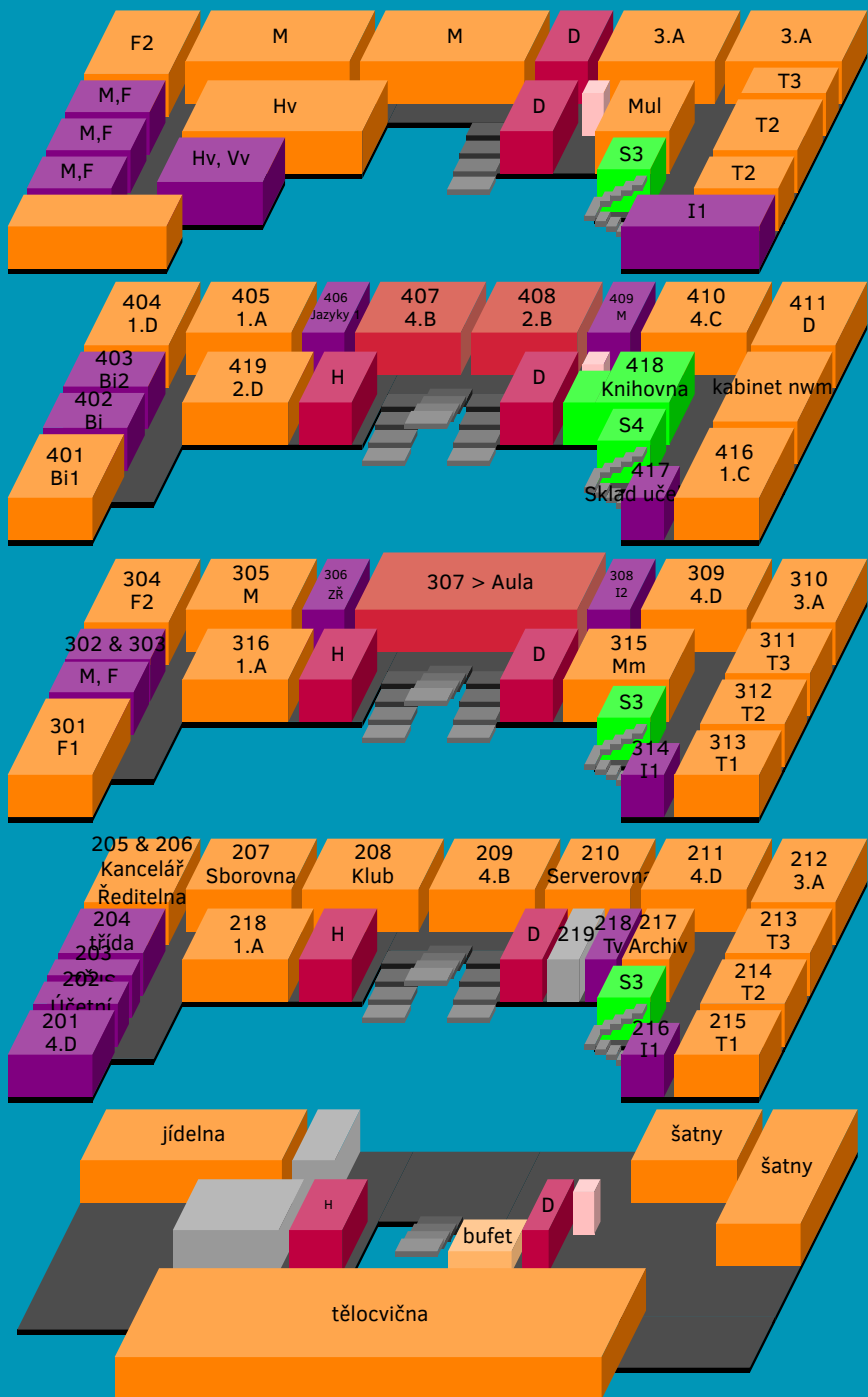 F2
M
M
D
3.A
3.A
M,F
T3
Hv
D
Mul
M,F
T2
M,F
Hv, Vv
S3
T2
I1
404
1.D
405
1.A
406
Jazyky 1
407
4.B
408
2.B
409
M
410
4.C
411
D
403
Bi2
419
2.D
H
D
418
Knihovna
kabinet nwm
402
Bi
S4
401
Bi1
417
Sklad uče
416
1.C
304
F2
305
M
306
ZŘ
307 > Aula
308
I2
309
4.D
310
3.A
302 & 303
M, F
316
1.A
H
D
315
Mm
311
T3
312
T2
S3
301
F1
314
I1
313
T1
205 & 206
Kancelář
Ředitelna
207
Sborovna
208
Klub
209
4.B
210
Serverovna
211
4.D
212
3.A
204
třída
218
1.A
H
D
219
218
Tv
217
Archiv
213
T3
203
202
Účetní
S3
214
T2
201
4.D
216
I1
215
T1
jídelna
šatny
šatny
H
D
bufet
tělocvična